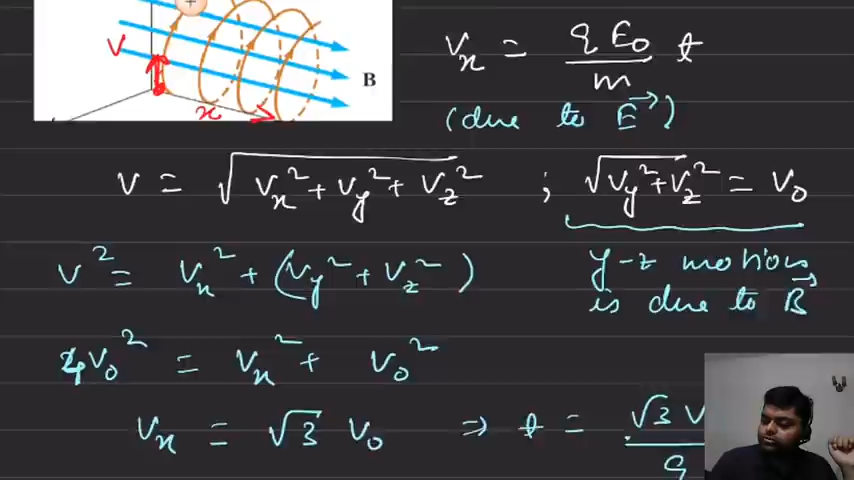 +
V
B
x
Vx = qE₀/m t
(due to E⃗)
V = √(Vx² + Vy² + Vz²) ; √(Vy² + Vz²) = V₀
V² = Vx² + (Vy² + Vz²)
y-z motion is due to B⃗
4V₀² = Vx² + V₀²
Vx = √3 V₀ ⇒ t = √3 V